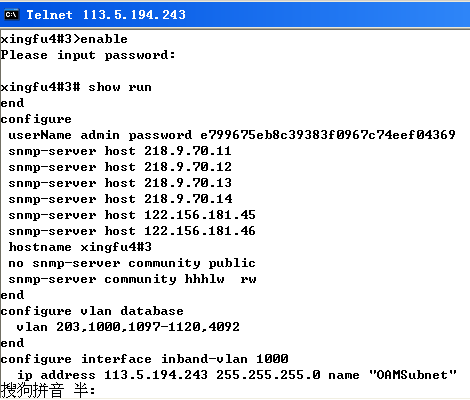 Telnet 113.5.194.243
xingfu4#3>enable
Please input password:
xingfu4#3# show run
end
configure
userName admin password e799675eb8c39383f0967c74eef04369
snmp-server host 218.9.70.11
snmp-server host 218.9.70.12
snmp-server host 218.9.70.13
snmp-server host 218.9.70.14
snmp-server host 122.156.181.45
snmp-server host 122.156.181.46
hostname xingfu4#3
no snmp-server community public
snmp-server community hhhlw  rw
end
configure vlan database
vlan 203,1000,1097-1120,4092
end
configure interface inband-vlan 1000
ip address 113.5.194.243 255.255.255.0 name "OAMSubnet"
搜狗拼音 半: